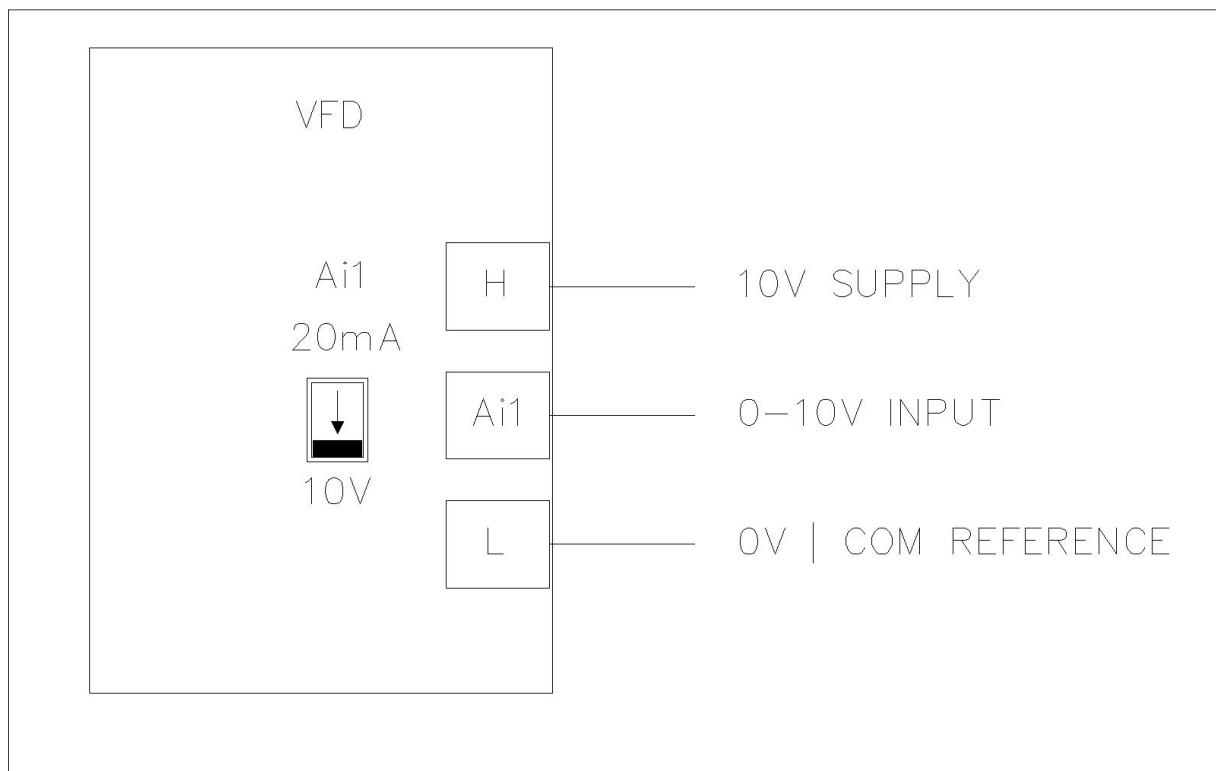 VFD
Ai1
20mA
10V
H
10V SUPPLY
Ai1
0-10V INPUT
L
0V | COM REFERENCE